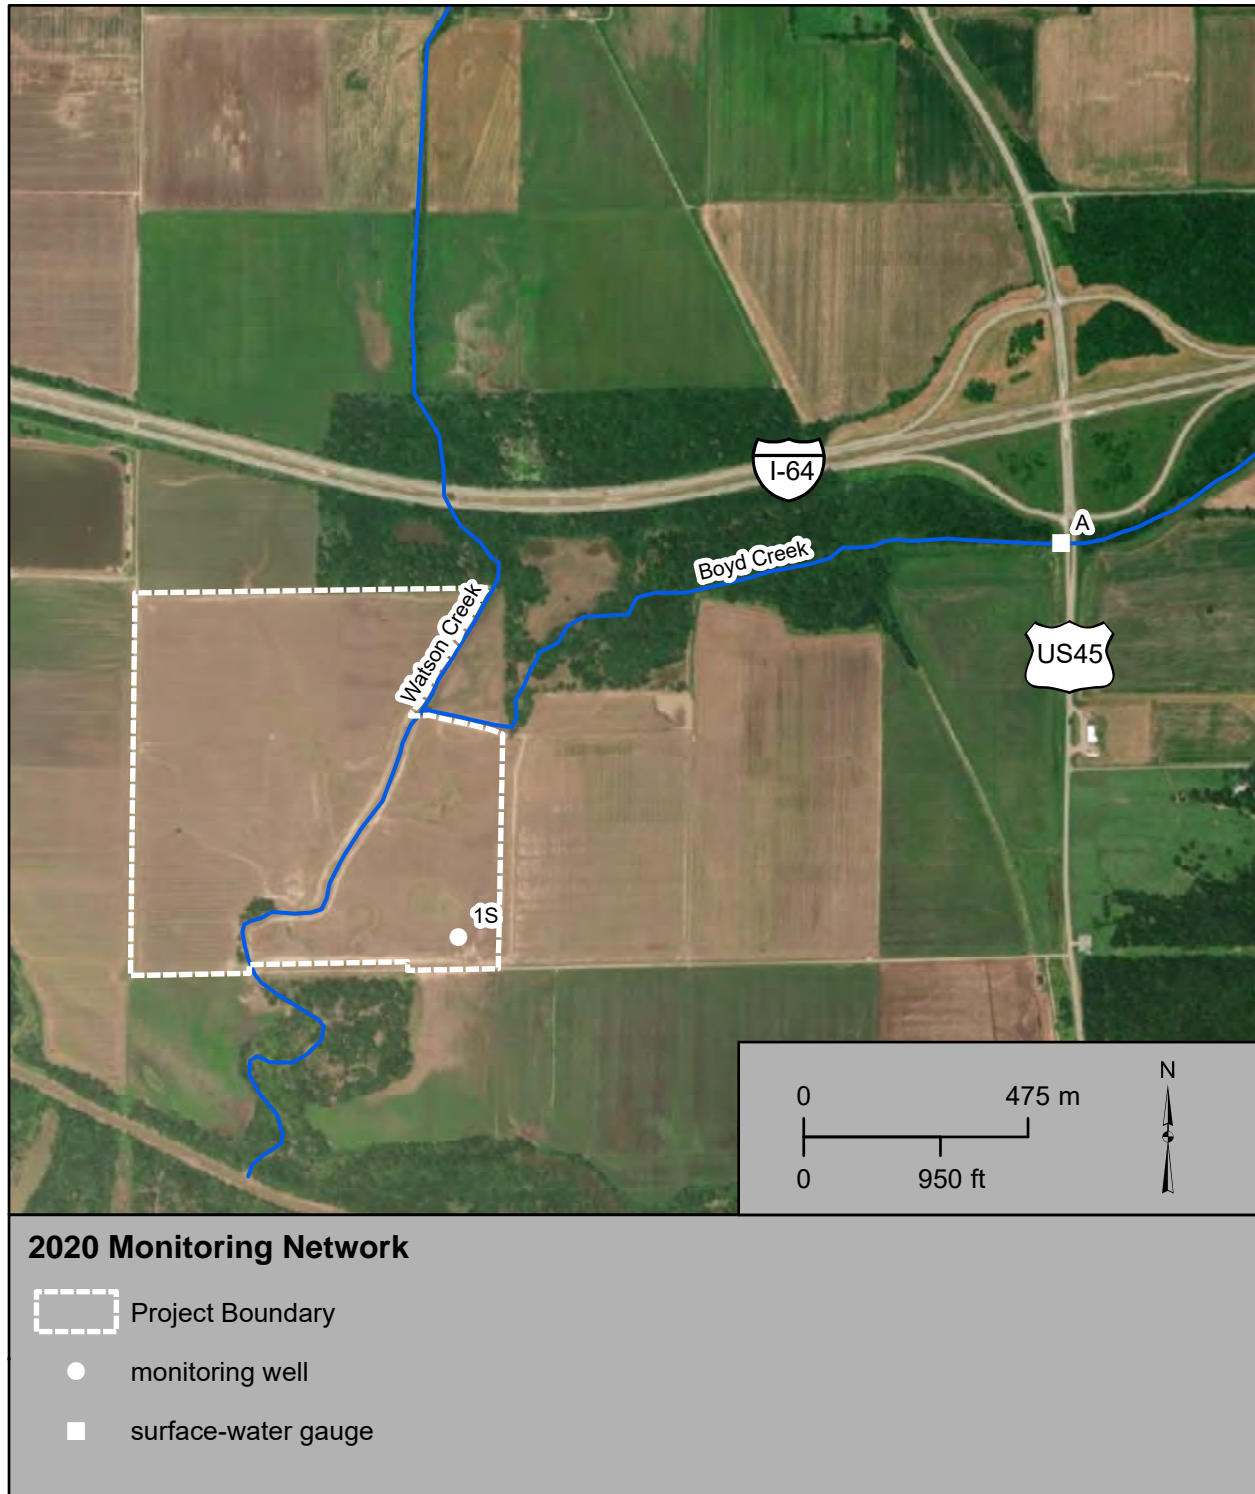 I-64
A
Boyd Creek
Watson Creek
US45
1S
N
0 475 m
0 950 ft
2020 Monitoring Network
Project Boundary
monitoring well
surface-water gauge